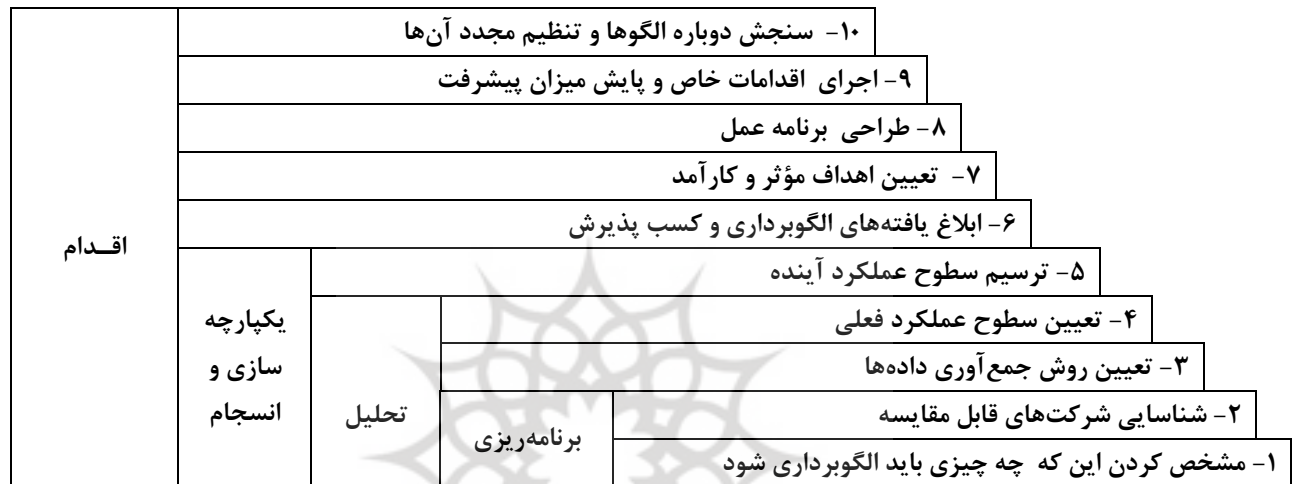 ۱۰- سنجش دوباره الگوها و تنظیم مجدد آن‌ها
۹- اجرای اقدامات خاص و پایش میزان پیشرفت
۸- طراحی برنامه عمل
۷- تعیین اهداف مؤثر و کارآمد
۶- ابلاغ یافته‌های الگوبرداری و کسب پذیرش
اقــدام
۵- ترسیم سطوح عملکرد آینده
یکپارچه
سازی و
انسجام
۴- تعیین سطوح عملکرد فعلی
۳- تعیین روش جمع‌آوری داده‌ها
تحلیل
۲- شناسایی شرکت‌های قابل مقایسه
برنامه‌ریزی
۱- مشخص کردن این که چه چیزی باید الگوبرداری شود